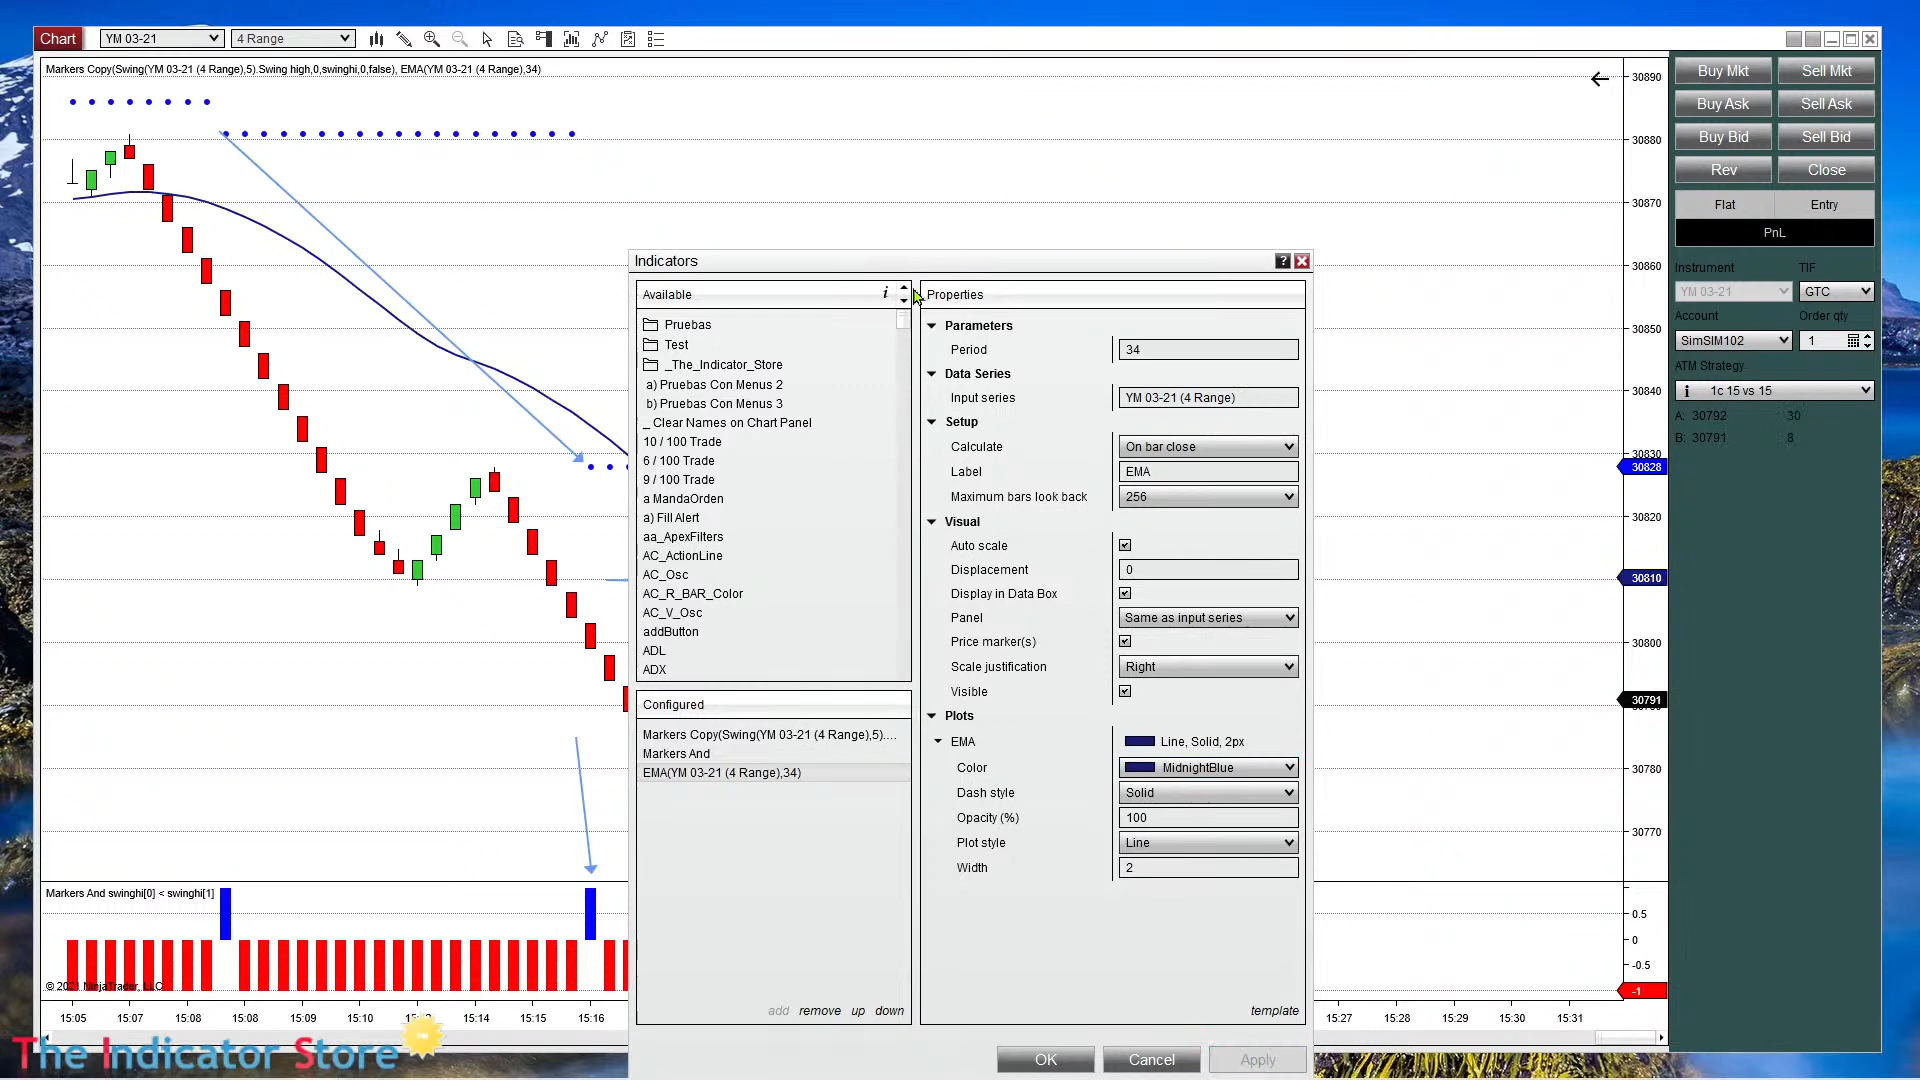 Chart YM 03-21 4 Range
Markers Copy(Swing(YM 03-21 (4 Range),5).Swing high,0,swinghi,0,false), EMA(YM 03-21 (4 Range),34)
30890
30880
30870
30860
30850
30840
30830
30828
30820
30810
30800
30791
30780
30770
Markers And swinghi[0] < swinghi[1]
0.5
0
-0.5
-1
© 2021 NinjaTrader, LLC
15:05 15:07 15:08 15:08 15:09 15:10 15:14 15:15 15:16 15:27 15:28 15:30 15:30 15:31
The Indicator Store
Indicators
?
Available i
Pruebas
Test
_The_Indicator_Store
a) Pruebas Con Menus 2
b) Pruebas Con Menus 3
_ Clear Names on Chart Panel
10 / 100 Trade
6 / 100 Trade
9 / 100 Trade
a MandaOrden
a) Fill Alert
aa_ApexFilters
AC_ActionLine
AC_Osc
AC_R_BAR_Color
AC_V_Osc
addButton
ADL
ADX
Configured
Markers Copy(Swing(YM 03-21 (4 Range),5)....
Markers And
EMA(YM 03-21 (4 Range),34)
add remove up down
Properties
Parameters
Period 34
Data Series
Input series YM 03-21 (4 Range)
Setup
Calculate On bar close
Label EMA
Maximum bars look back 256
Visual
Auto scale
Displacement 0
Display in Data Box
Panel Same as input series
Price marker(s)
Scale justification Right
Visible
Plots
EMA Line, Solid, 2px
Color MidnightBlue
Dash style Solid
Opacity (%) 100
Plot style Line
Width 2
template
OK Cancel Apply
Buy Mkt Sell Mkt
Buy Ask Sell Ask
Buy Bid Sell Bid
Rev Close
Flat Entry
PnL
Instrument TIF
YM 03-21 GTC
Account Order qty
SimSIM102 1
ATM Strategy
i 1c 15 vs 15
A: 30792 30
B: 30791 8